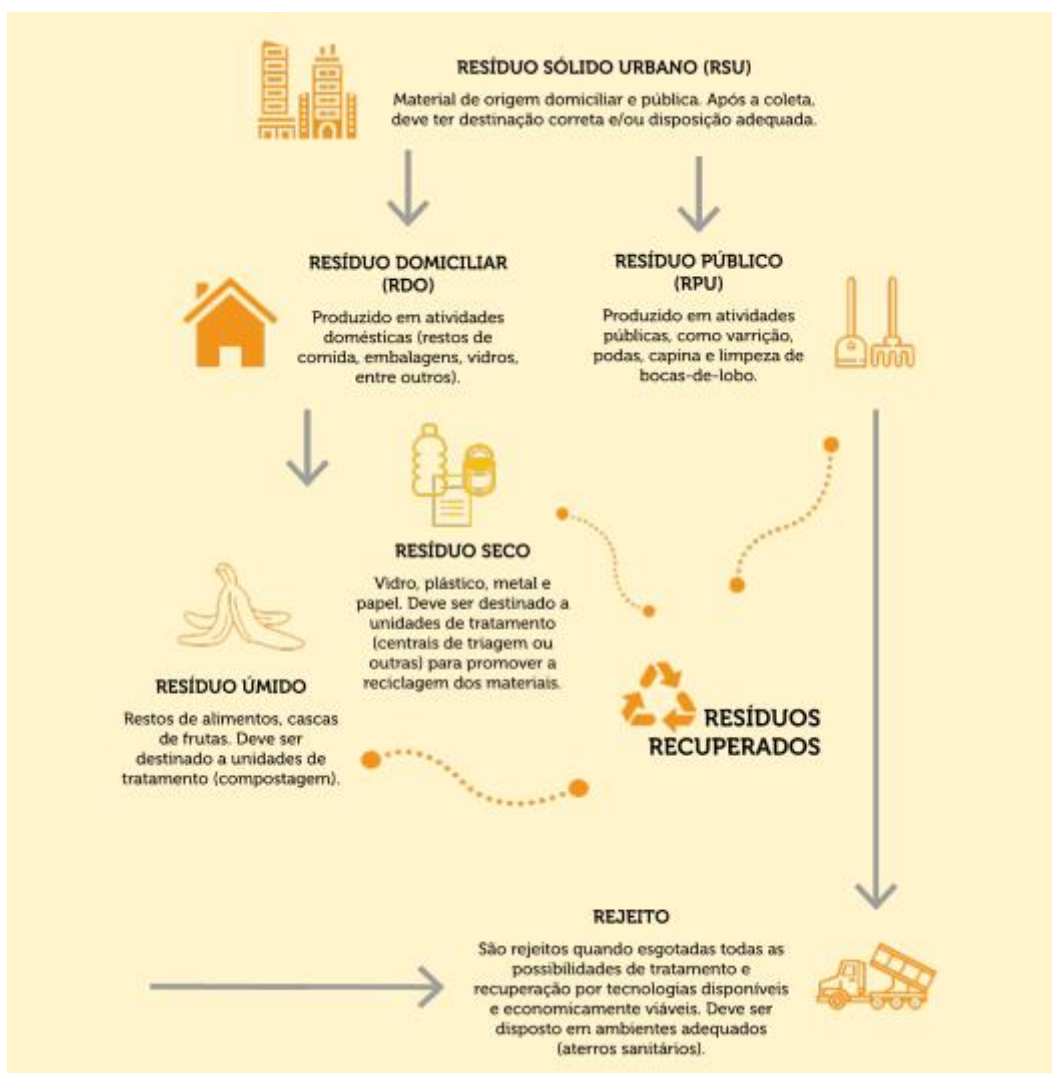 RESÍDUO SÓLIDO URBANO (RSU)
Material de origem domiciliar e pública. Após a coleta,
deve ter destinação correta e/ou disposição adequada.
RESÍDUO DOMICILIAR
(RDO)
Produzido em atividades
domésticas (restos de
comida, embalagens, vidros,
entre outros).
RESÍDUO PÚBLICO
(RPU)
Produzido em atividades
públicas, como varrição,
podas, capina e limpeza de
bocas-de-lobo.
RESÍDUO SECO
Vidro, plástico, metal e
papel. Deve ser destinado a
unidades de tratamento
(centrais de triagem ou
outras) para promover a
reciclagem dos materiais.
RESÍDUO ÚMIDO
Restos de alimentos, cascas
de frutas. Deve ser
destinado a unidades de
tratamento (compostagem).
RESÍDUOS
RECUPERADOS
REJEITO
São rejeitos quando esgotadas todas as
possibilidades de tratamento e
recuperação por tecnologias disponíveis
e economicamente viáveis. Deve ser
disposto em ambientes adequados
(aterros sanitários).